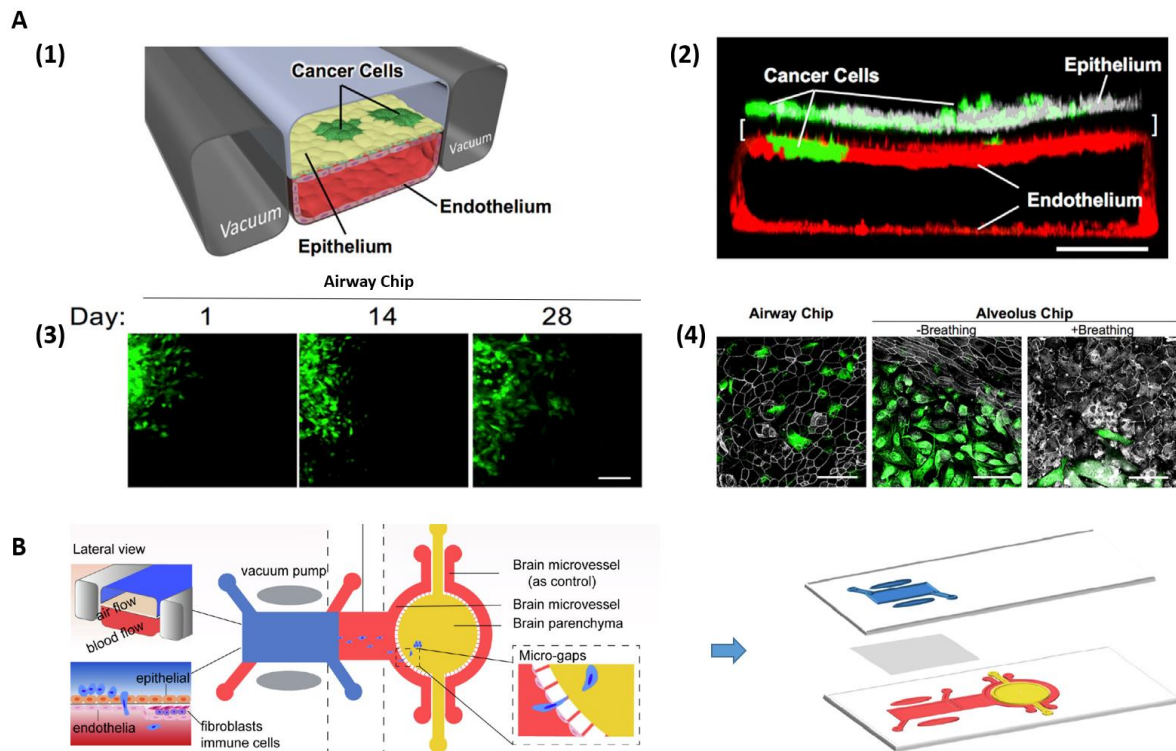 A
(1)
Cancer Cells
Vacuum
Vacuum
Endothelium
Epithelium
(2)
Cancer Cells
Epithelium
[
]
Endothelium
Airway Chip
Day: 1 14 28
(3)
(4)
Airway Chip
Alveolus Chip
-Breathing
+Breathing
B
Lateral view
air flow
blood flow
vacuum pump
Brain microvessel
(as control)
Brain microvessel
Brain parenchyma
Micro-gaps
epithelial
endothelia
fibroblasts
immune cells